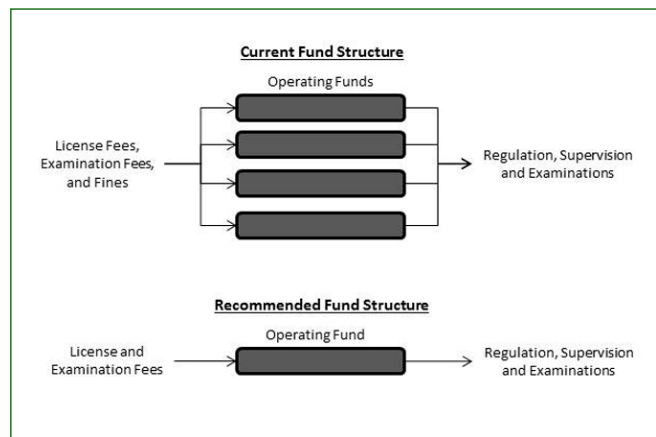 Current Fund Structure
Operating Funds
License Fees,
Examination Fees,
and Fines
Regulation, Supervision
and Examinations
Recommended Fund Structure
Operating Fund
License and
Examination Fees
Regulation, Supervision
and Examinations